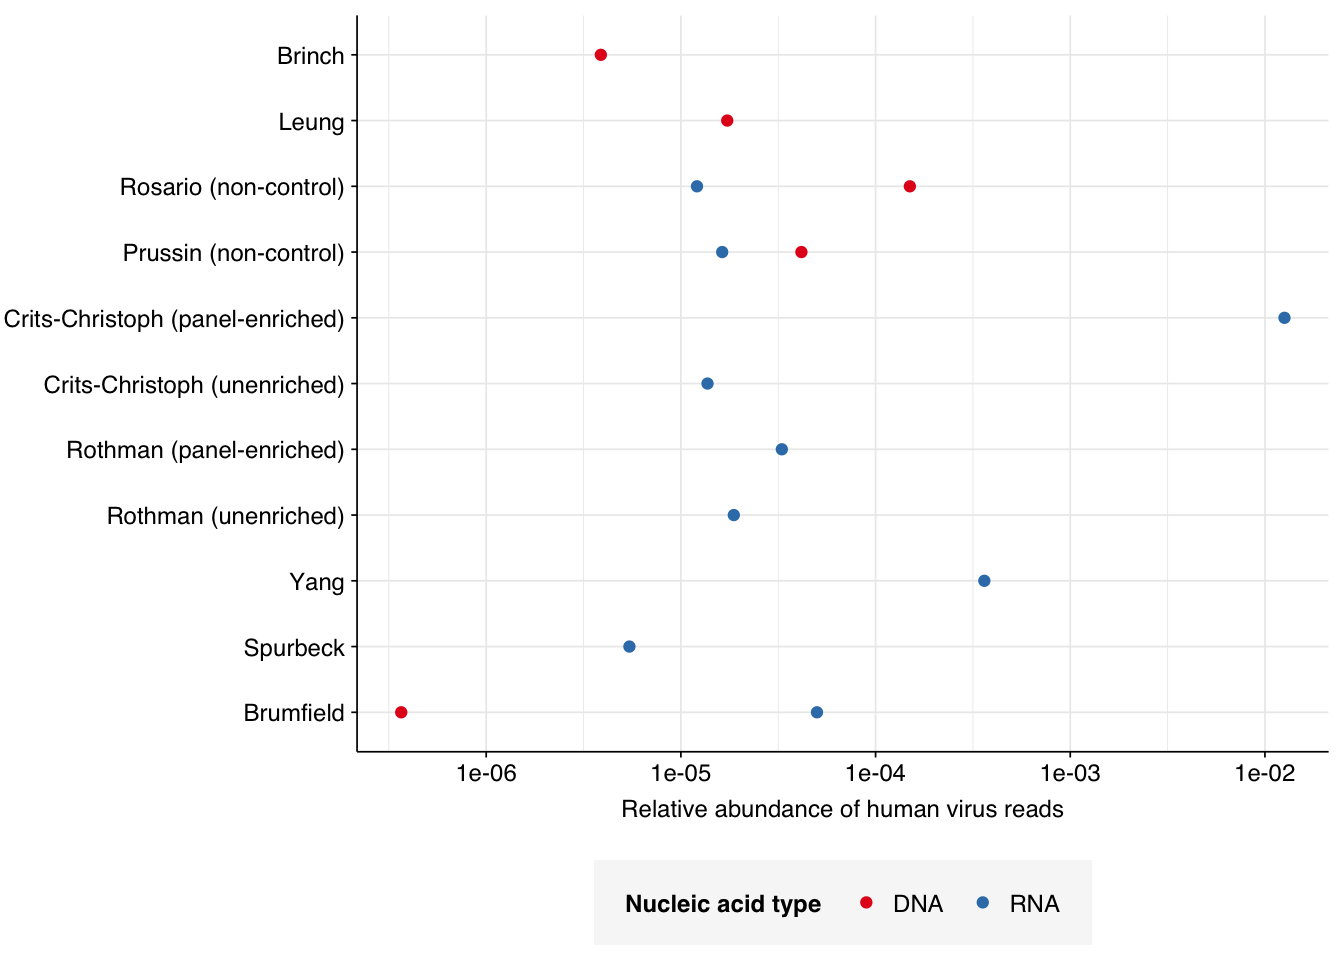 Brinch
Leung
Rosario (non-control)
Prussin (non-control)
Crits-Christoph (panel-enriched)
Crits-Christoph (unenriched)
Rothman (panel-enriched)
Rothman (unenriched)
Yang
Spurbeck
Brumfield
1e-06 1e-05 1e-04 1e-03 1e-02
Relative abundance of human virus reads
Nucleic acid type DNA RNA